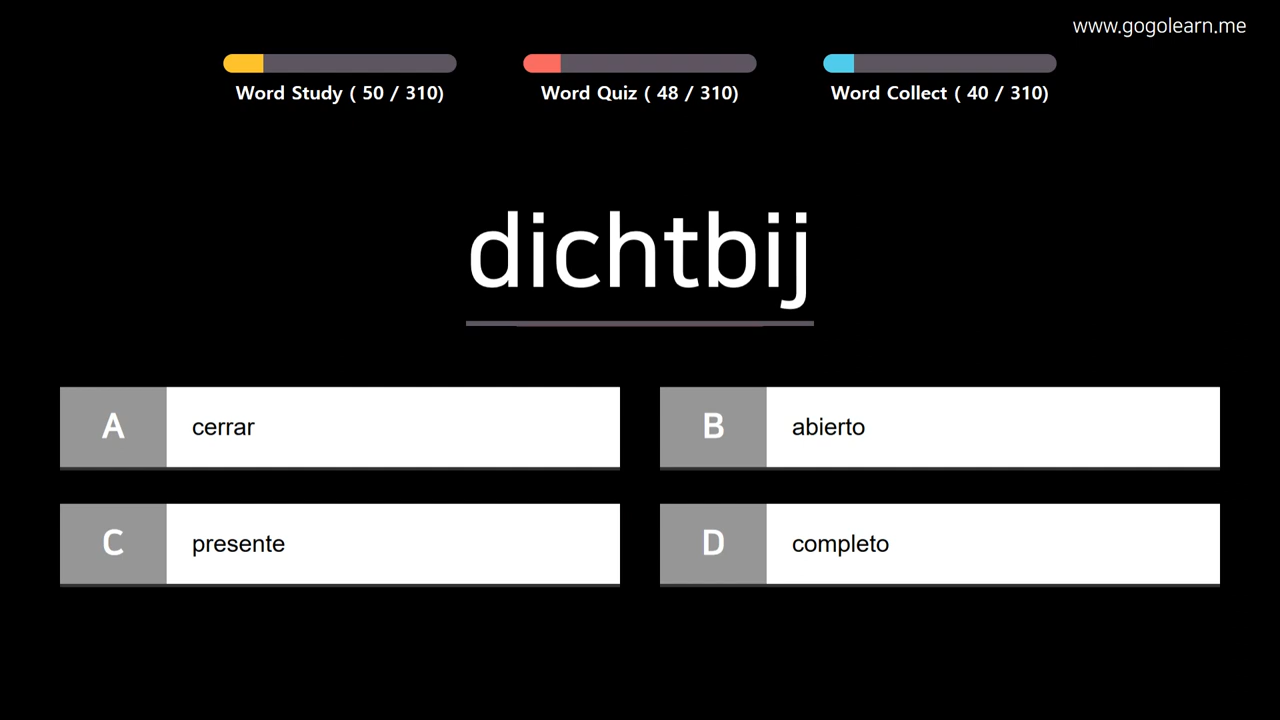 www.gogolearn.me
Word Study ( 50 / 310)
Word Quiz ( 48 / 310)
Word Collect ( 40 / 310)
dichtbij
A cerrar
B abierto
C presente
D completo